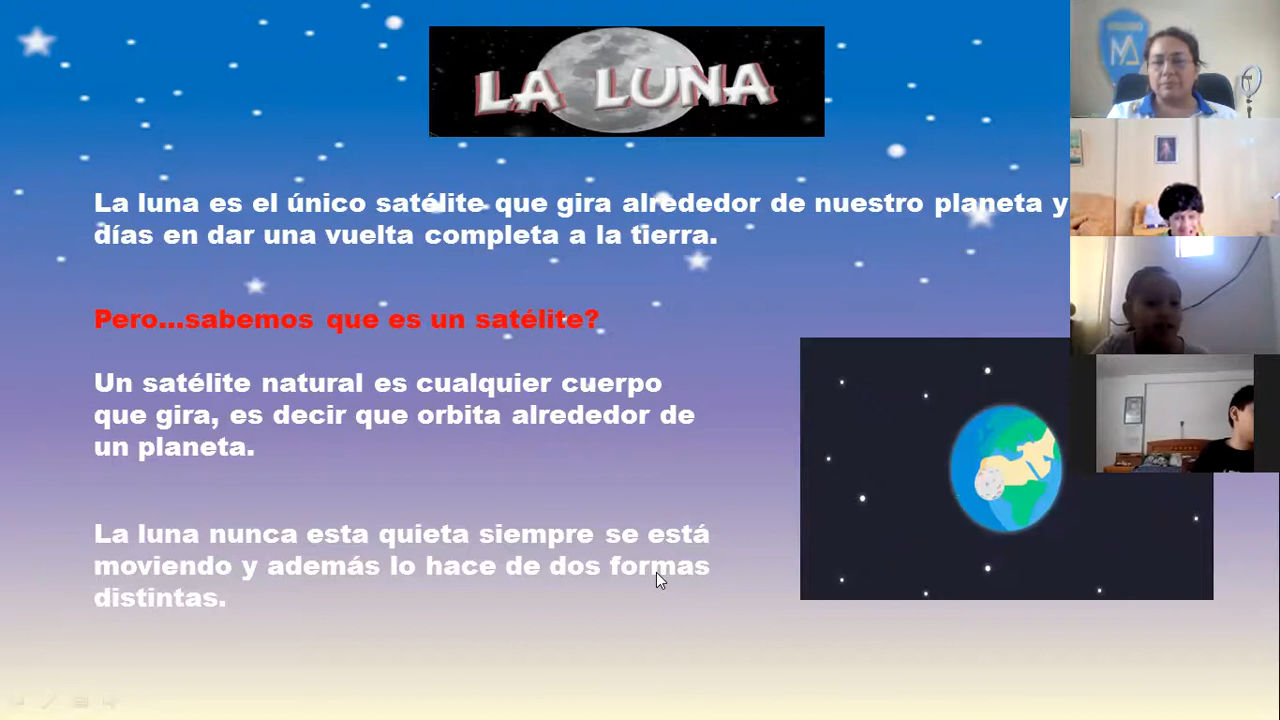 LA LUNA
La luna es el único satélite que gira alrededor de nuestro planeta y
días en dar una vuelta completa a la tierra.
Pero...sabemos que es un satélite?
Un satélite natural es cualquier cuerpo
que gira, es decir que orbita alrededor de
un planeta.
La luna nunca esta quieta siempre se está
moviendo y además lo hace de dos formas
distintas.